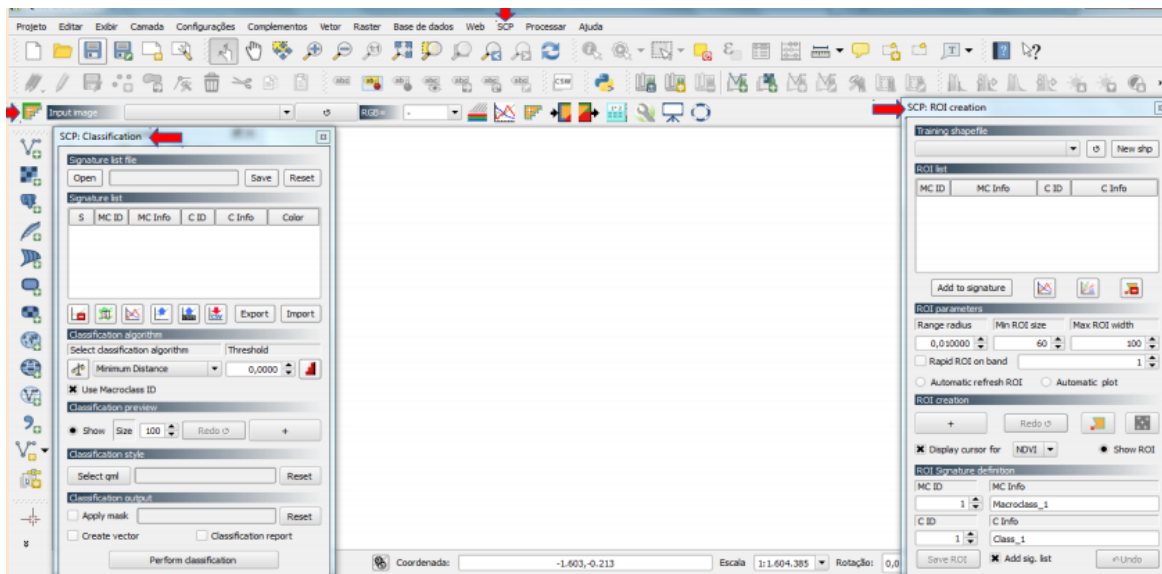 Projeto Editar Exibir Camada Configurações Complementos Vetor Raster Base de dados Web SCP Processar Ajuda
abc abc abc abc abc abc abc CSW
Input image RGB = -
SCP: Classification
Signature list file
Open Save Reset
Signature list
S MC ID MC Info C ID C Info Color
Export Import
Classification algorithm
Select classification algorithm Threshold
Minimum Distance 0,0000
Use Macroclass ID
Classification preview
Show Size 100 Redo +
Classification style
Select qml Reset
Classification output
Apply mask Reset
Create vector Classification report
Perform classification
SCP: ROI creation
Training shapefile
New shp
ROI list
MC ID MC Info C ID C Info
Add to signature
ROI parameters
Range radius Min ROI size Max ROI width
0,010000 60 100
Rapid ROI on band 1
Automatic refresh ROI Automatic plot
ROI creation
+ Redo
Display cursor for NDVI Show ROI
ROI Signature definition
MC ID MC Info
1 Macroclass_1
C ID C Info
1 Class_1
Save ROI Add sig. list Undo
Coordenada: -1.603,-0.213 Escala 1:1.604.385 Rotação: 0,0